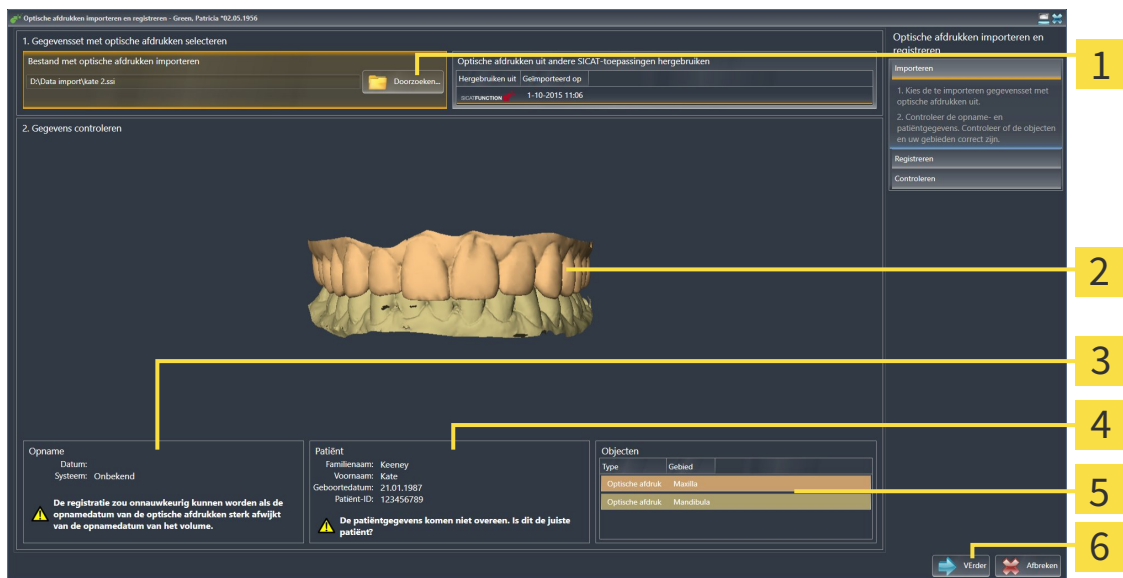 Optische afdrukken importeren en registreren - Green, Patricia *02.05.1956
1. Gegevensset met optische afdrukken selecteren
Bestand met optische afdrukken importeren
D:\Data import\kate 2.ssi
Doorzoeken...
Optische afdrukken uit andere SICAT-toepassingen hergebruiken
Hergebruiken uit Geïmporteerd op
SICATFUNCTION 1-10-2015 11:06
2. Gegevens controleren
Opname
Datum:
Systeem: Onbekend
De registratie zou onnauwkeurig kunnen worden als de
opnamedatum van de optische afdrukken sterk afwijkt
van de opnamedatum van het volume.
Patiënt
Familienaam: Keeney
Voornaam: Kate
Geboortedatum: 21.01.1987
Patiënt-ID: 123456789
De patiëntgegevens komen niet overeen. Is dit de juiste
patiënt?
Objecten
Type Gebied
Optische afdruk Maxilla
Optische afdruk Mandibula
Optische afdrukken importeren en
registreren
Importeren
1. Kies de te importeren gegevensset met
optische afdrukken uit.
2. Controleer de opname- en
patiëntgegevens. Controleer of de objecten
en uw gebieden correct zijn.
Registreren
Controleren
VErder
Afbreken
1
2
3
4
5
6